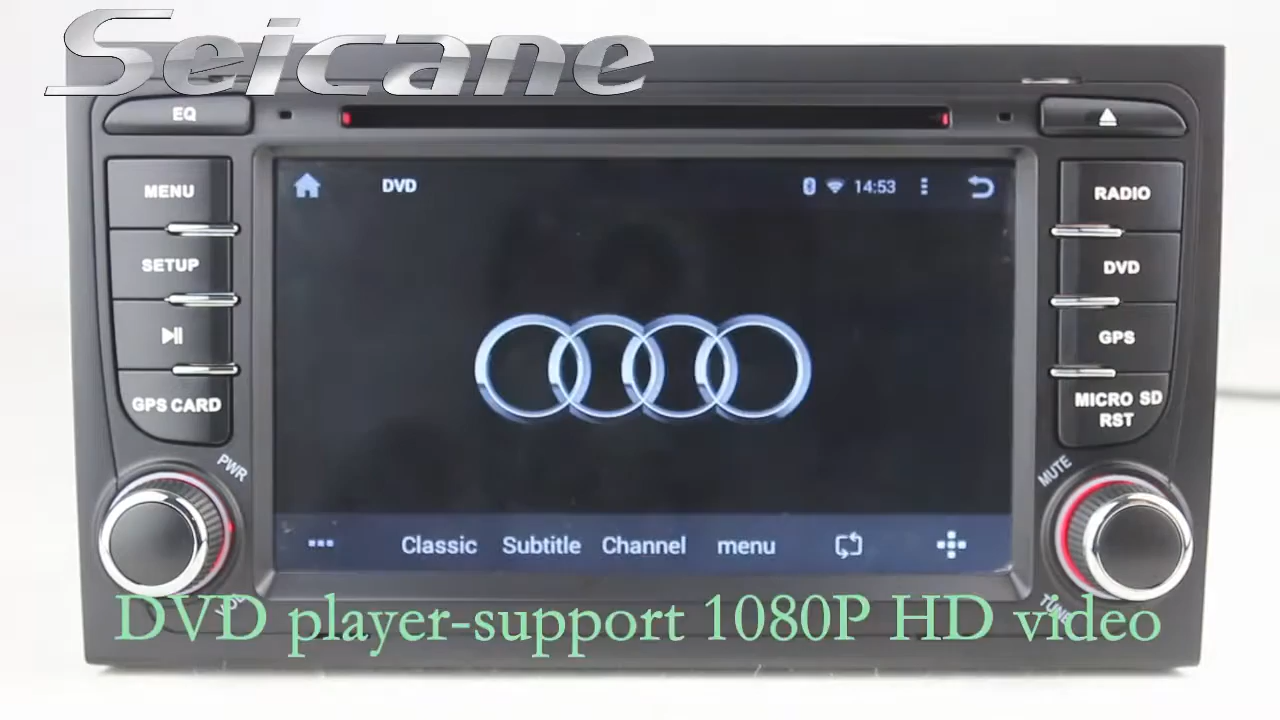 Seicane
EQ
MENU
SETUP
GPS CARD
PWR
VOL
DVD
14:53
Classic Subtitle Channel menu
RADIO
DVD
GPS
MICRO SD
RST
MUTE
TUNE
DVD player-support 1080P HD video